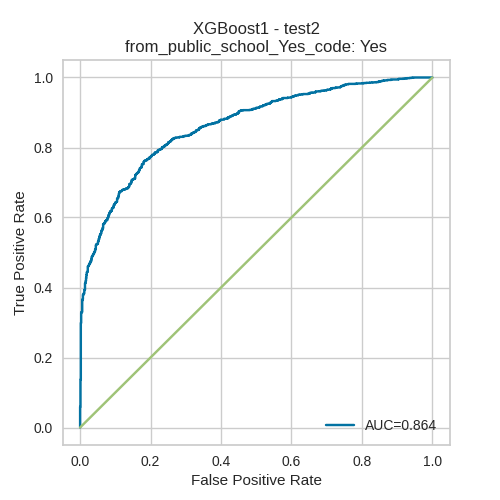 XGBoost1 - test2
from_public_school_Yes_code: Yes
1.0
0.8
0.6
0.4
0.2
0.0
True Positive Rate
AUC=0.864
0.0 0.2 0.4 0.6 0.8 1.0
False Positive Rate